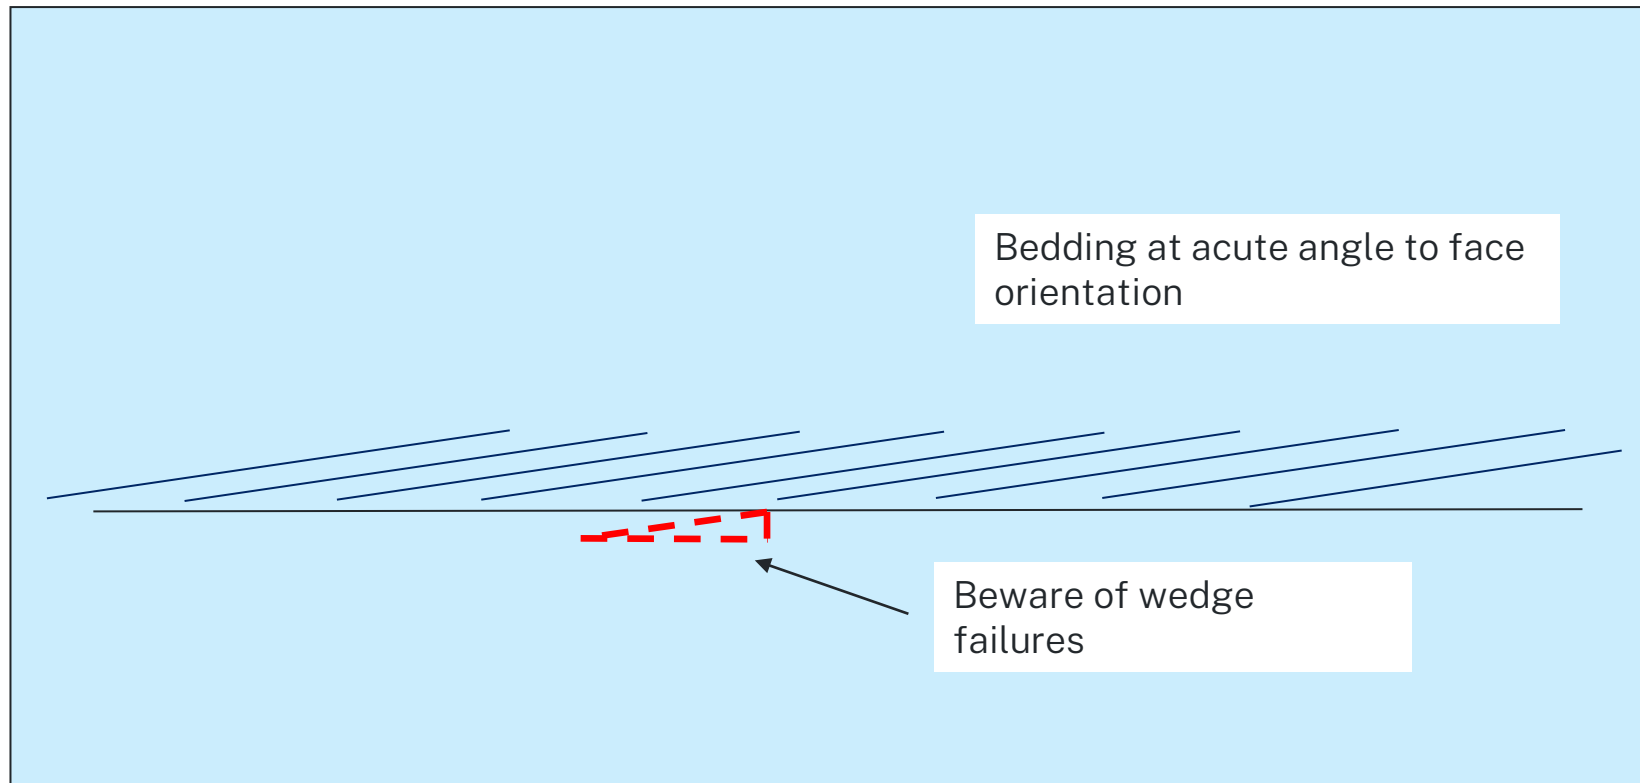 Bedding at acute angle to face
orientation
Beware of wedge
failures